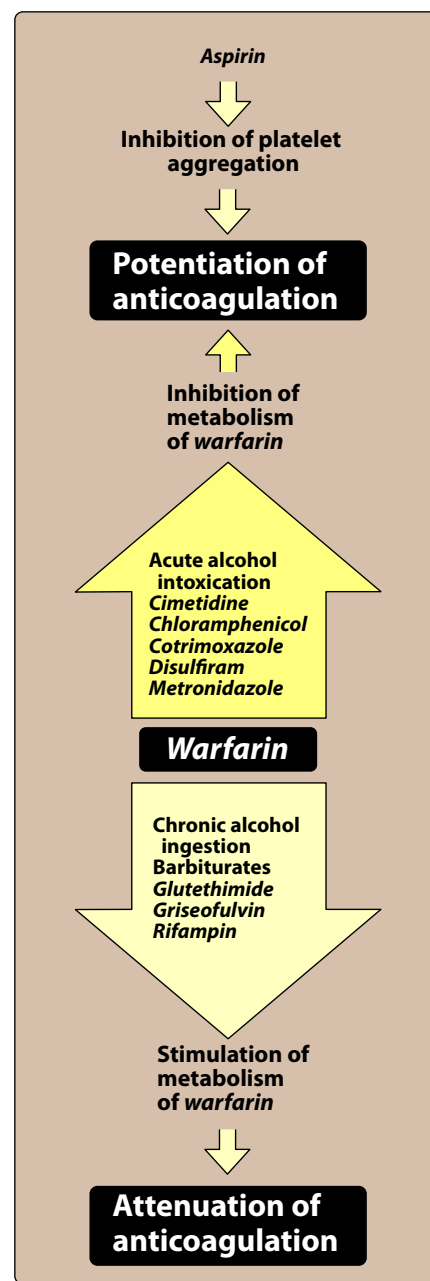 Aspirin
Inhibition of platelet
aggregation
Potentiation of
anticoagulation
Inhibition of
metabolism
of warfarin
Acute alcohol
intoxication
Cimetidine
Chloramphenicol
Cotrimoxazole
Disulfiram
Metronidazole
Warfarin
Chronic alcohol
ingestion
Barbiturates
Glutethimide
Griseofulvin
Rifampin
Stimulation of
metabolism
of warfarin
Attenuation of
anticoagulation